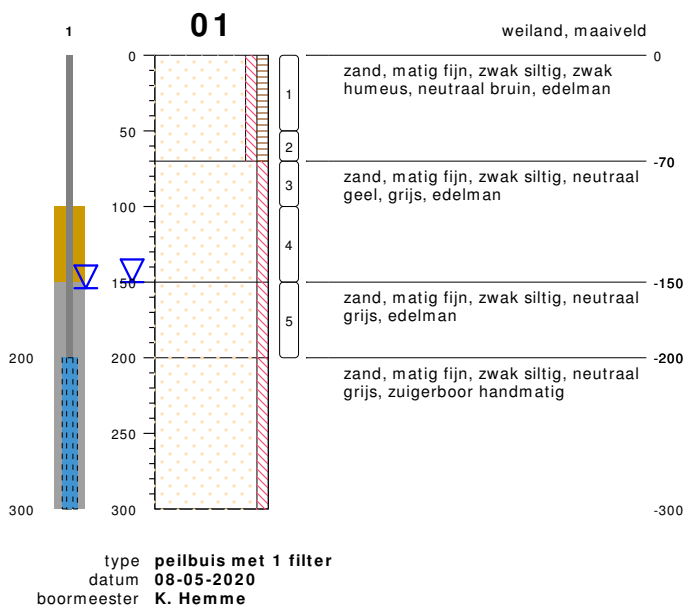 01
1
weiland, maaiveld
0
0
zand, matig fijn, zwak siltig, zwak
humeus, neutraal bruin, edelman
1
50
2
-70
zand, matig fijn, zwak siltig, neutraal
geel, grijs, edelman
3
100
4
150
-150
zand, matig fijn, zwak siltig, neutraal
grijs, edelman
5
200
200
-200
zand, matig fijn, zwak siltig, neutraal
grijs, zuigerboor handmatig
250
300
300
-300
type peilbuis met 1 filter
datum 08-05-2020
boormeester K. Hemme